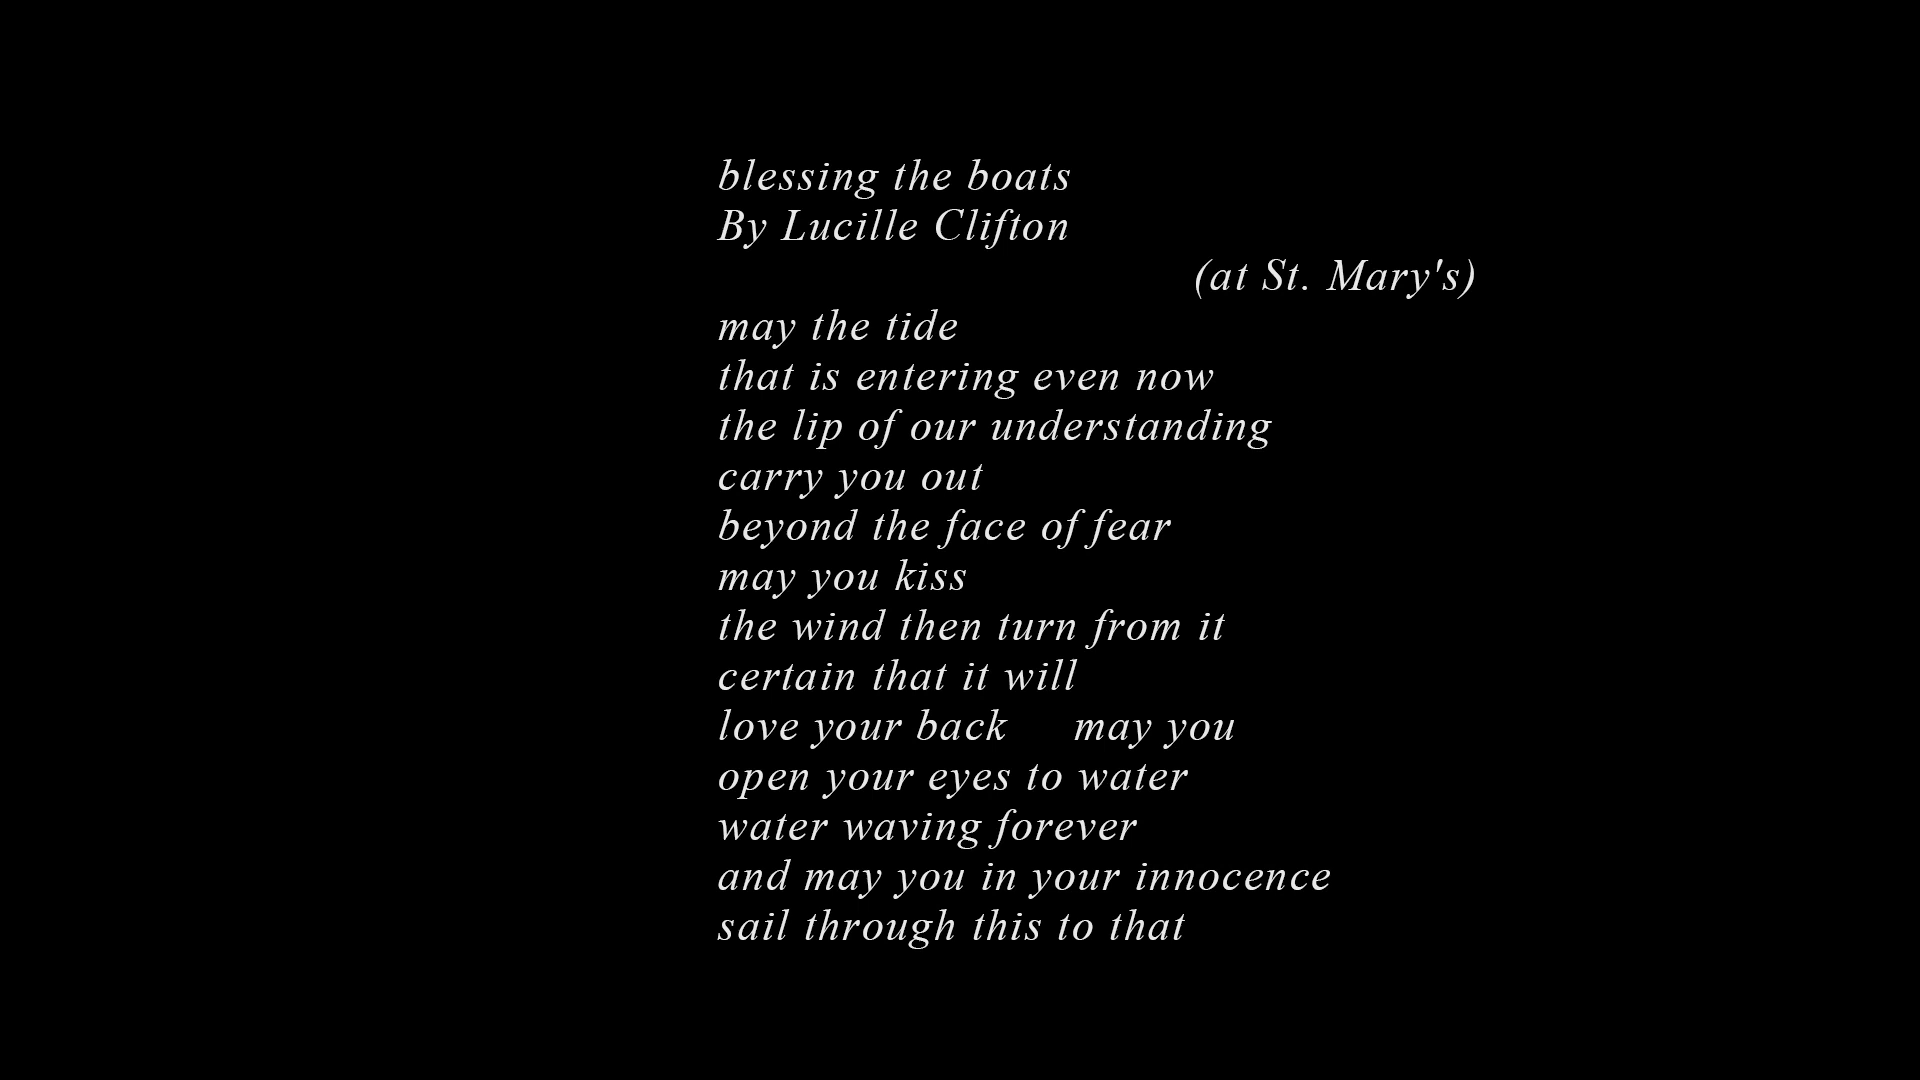 blessing the boats
By Lucille Clifton
(at St. Mary's)
may the tide
that is entering even now
the lip of our understanding
carry you out
beyond the face of fear
may you kiss
the wind then turn from it
certain that it will
love your back     may you
open your eyes to water
water waving forever
and may you in your innocence
sail through this to that